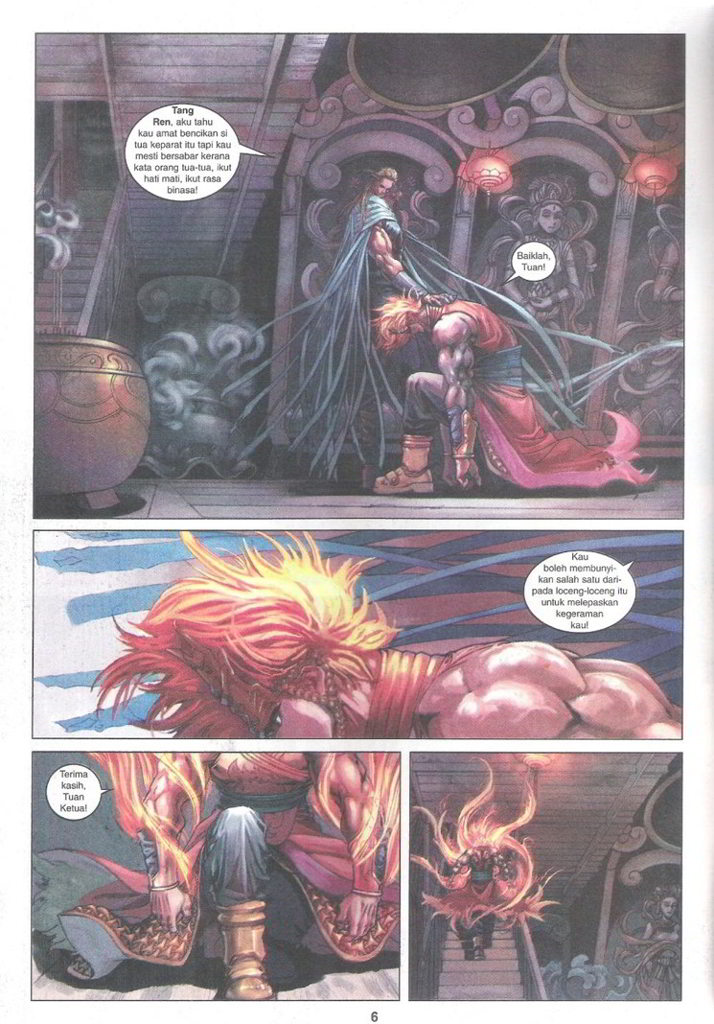 Tang
Ren, aku tahu
kau amat bencikan si
tua keparat itu tapi kau
mesti bersabar kerana
kata orang tua-tua, ikut
hati mati, ikut rasa
binasa!
Baiklah,
Tuan!
Kau
boleh membunyi-
kan salah satu dari-
pada loceng-loceng itu
untuk melepaskan
kegeraman
kau!
Terima
kasih,
Tuan
Ketua!
6